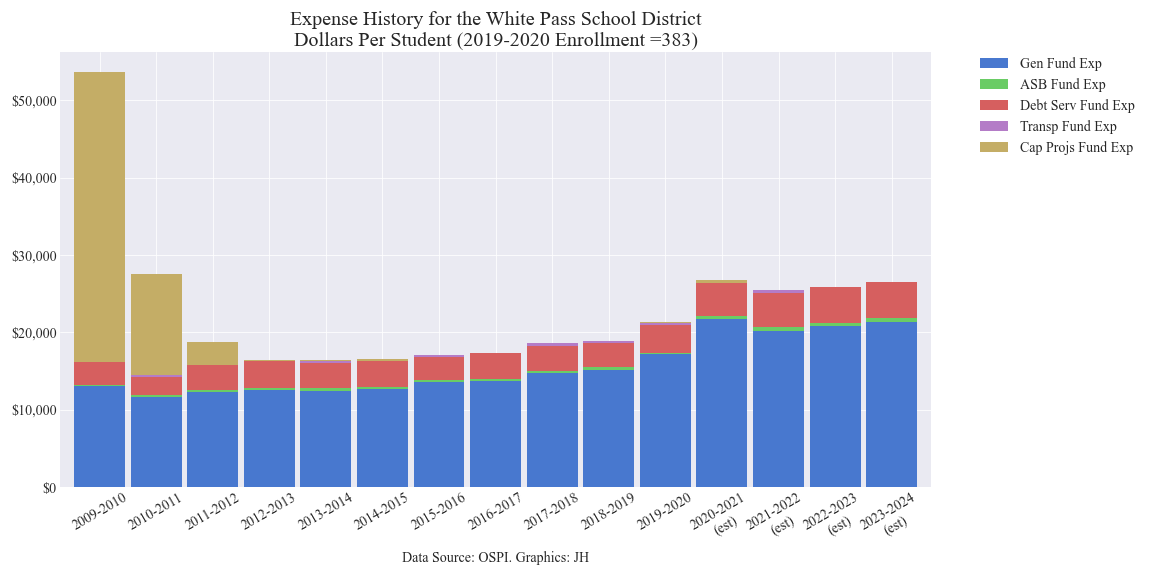 Expense History for the White Pass School District
Dollars Per Student (2019-2020 Enrollment =383)
Gen Fund Exp
ASB Fund Exp
Debt Serv Fund Exp
Transp Fund Exp
Cap Projs Fund Exp
$50,000
$40,000
$30,000
$20,000
$10,000
$0
2009-2010
2010-2011
2011-2012
2012-2013
2013-2014
2014-2015
2015-2016
2016-2017
2017-2018
2018-2019
2019-2020
2020-2021
(est)
2021-2022
(est)
2022-2023
(est)
2023-2024
(est)
Data Source: OSPI. Graphics: JH